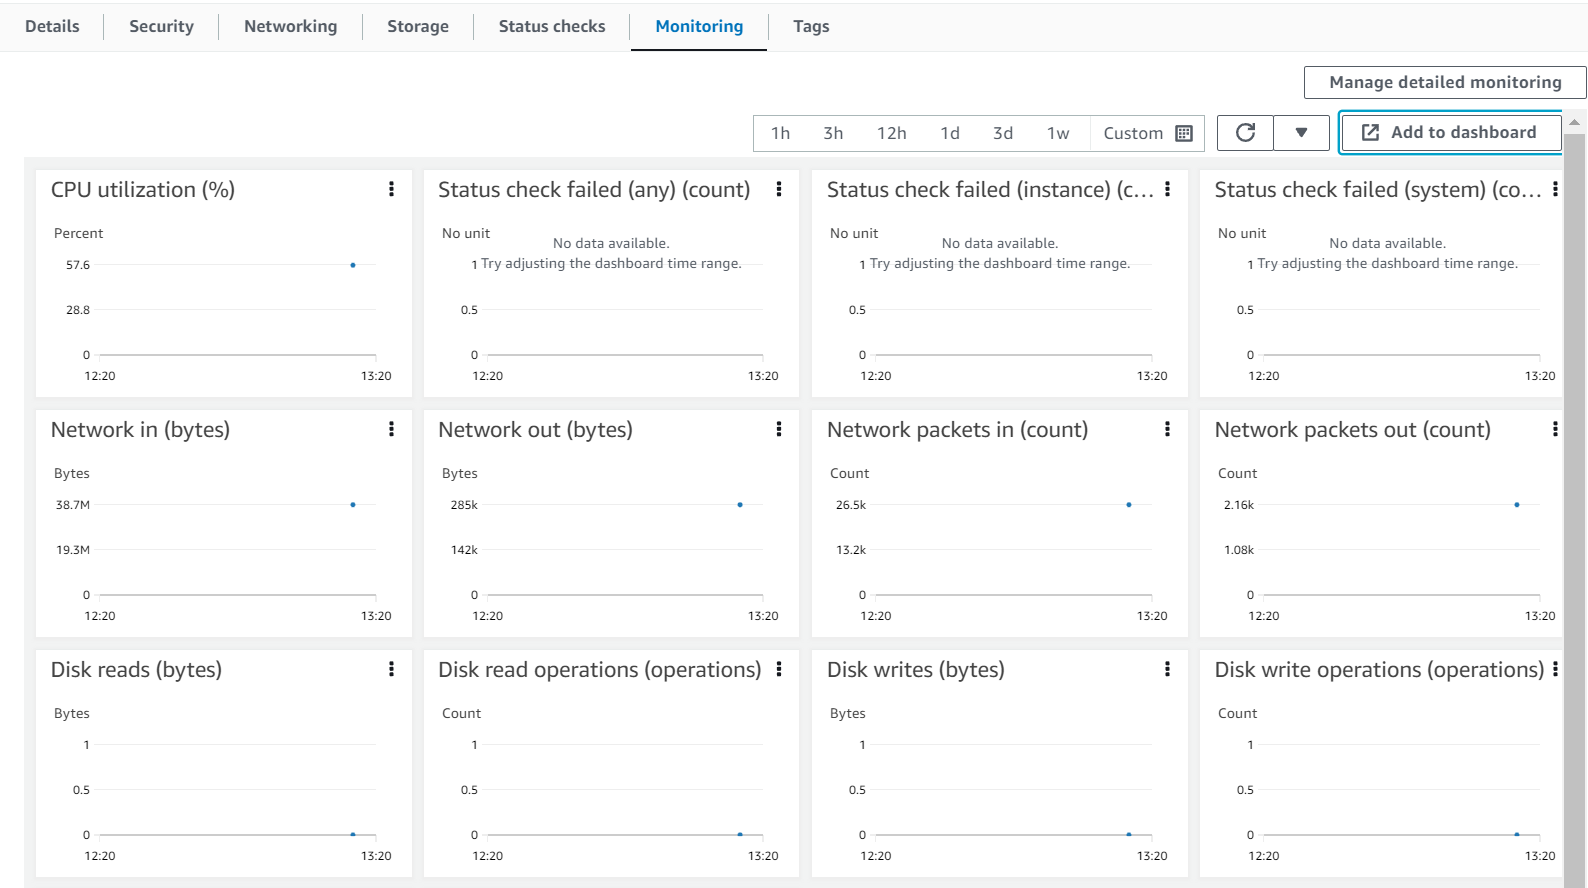 Details Security Networking Storage Status checks Monitoring Tags
Manage detailed monitoring
1h 3h 12h 1d 3d 1w Custom Add to dashboard
CPU utilization (%)
Percent
57.6
28.8
0
12:20 13:20
Status check failed (any) (count)
No unit
No data available.
1 Try adjusting the dashboard time range.
0.5
0
12:20 13:20
Status check failed (instance) (c...
No unit
No data available.
1 Try adjusting the dashboard time range.
0.5
0
12:20 13:20
Status check failed (system) (co...
No unit
No data available.
1 Try adjusting the dashboard time range.
0.5
0
12:20 13:20
Network in (bytes)
Bytes
38.7M
19.3M
0
12:20 13:20
Network out (bytes)
Bytes
285k
142k
0
12:20 13:20
Network packets in (count)
Count
26.5k
13.2k
0
12:20 13:20
Network packets out (count)
Count
2.16k
1.08k
0
12:20 13:20
Disk reads (bytes)
Bytes
1
0.5
0
12:20 13:20
Disk read operations (operations)
Count
1
0.5
0
12:20 13:20
Disk writes (bytes)
Bytes
1
0.5
0
12:20 13:20
Disk write operations (operations)
Count
1
0.5
0
12:20 13:20